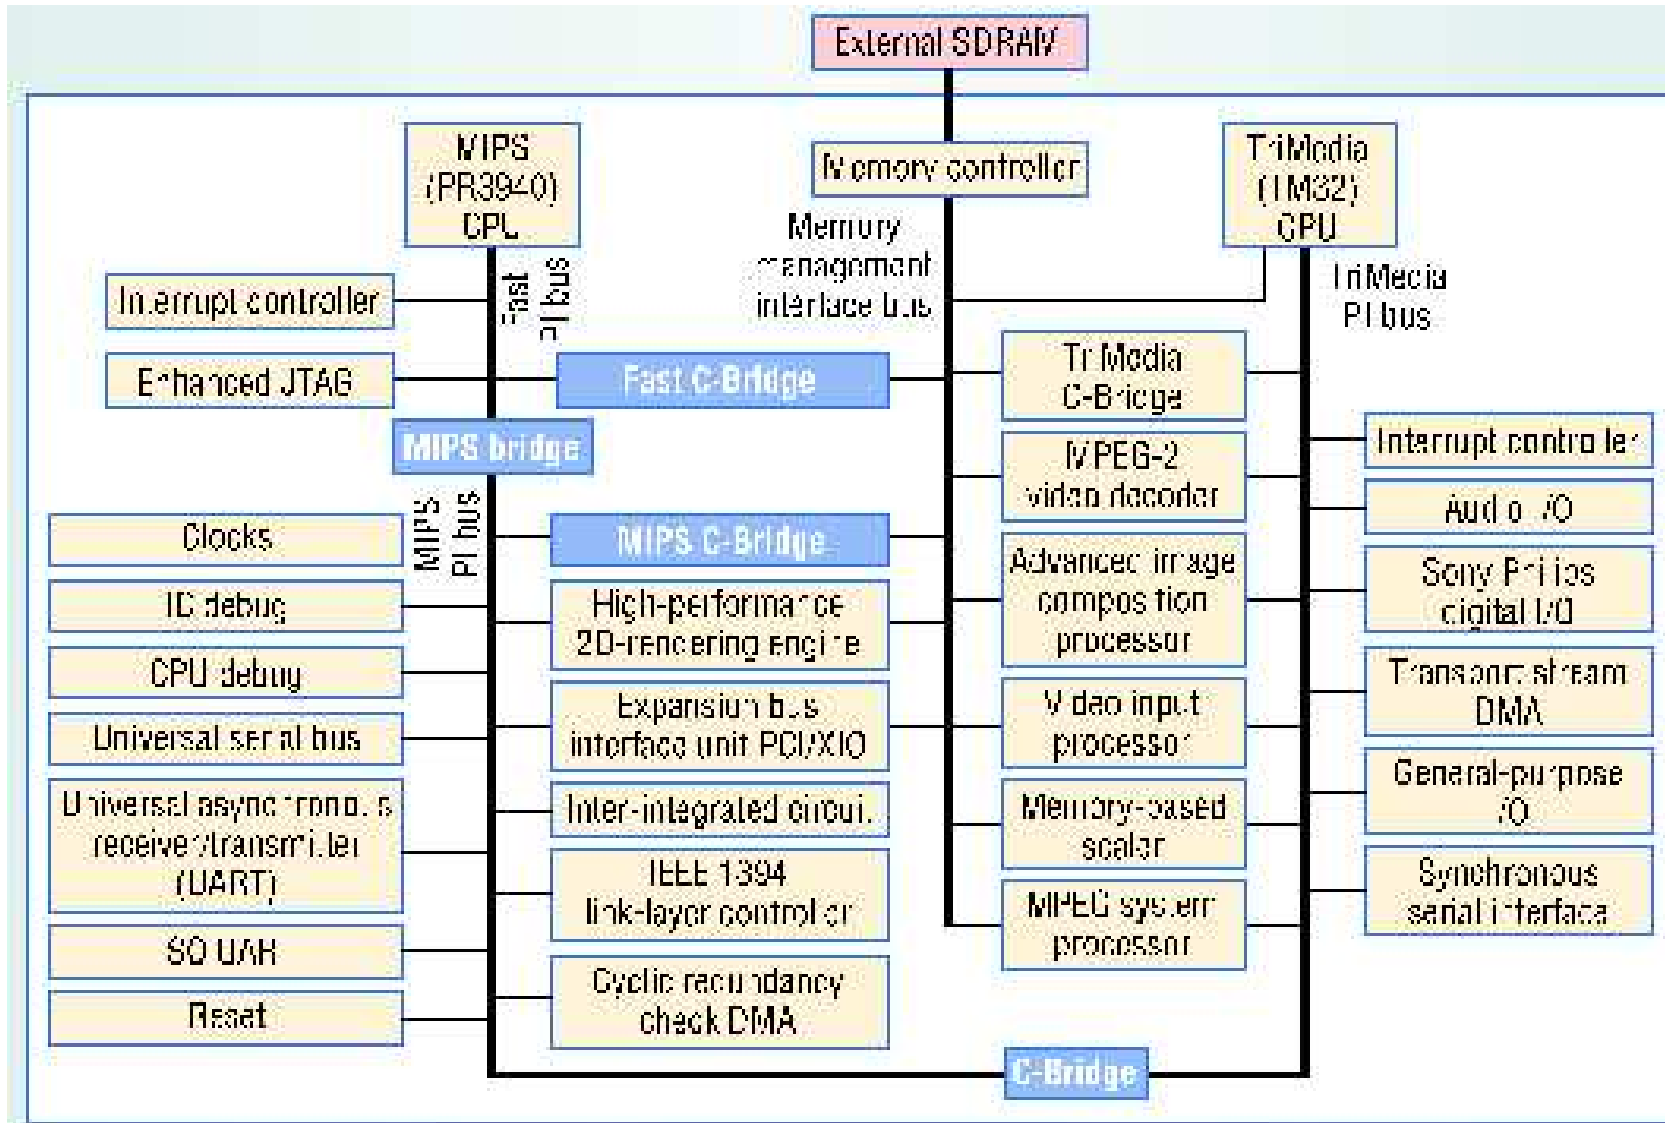 External SDRAM
MIPS
(PR3940)
CPU
Memory controller
TriMedia
(TM32)
CPU
Fast
PI bus
Memory
management
interface bus
TriMedia
PI bus
Interrupt controller
Enhanced JTAG
Fast C-Bridge
TriMedia
C-Bridge
MIPS bridge
Interrupt controller
MPEG-2
video decoder
MIPS
PI bus
Audio I/O
Clocks
MIPS C-Bridge
Advanced image
composition
processor
Sony Philips
digital I/O
debug
High-performance
2D-rendering engine
CPU debug
Transport stream
DMA
Universal serial bus
Expansion bus
interface unit PCI/XIO
Video input
processor
General-purpose
I/O
Universal asynchronous
receiver/transmitter
(UART)
Inter-integrated circuit
Memory-based
scaler
IEEE 1394
link-layer controller
Synchronous
serial interface
MPEG system
processor
Reset
Cyclic redundancy
check DMA
C-Bridge